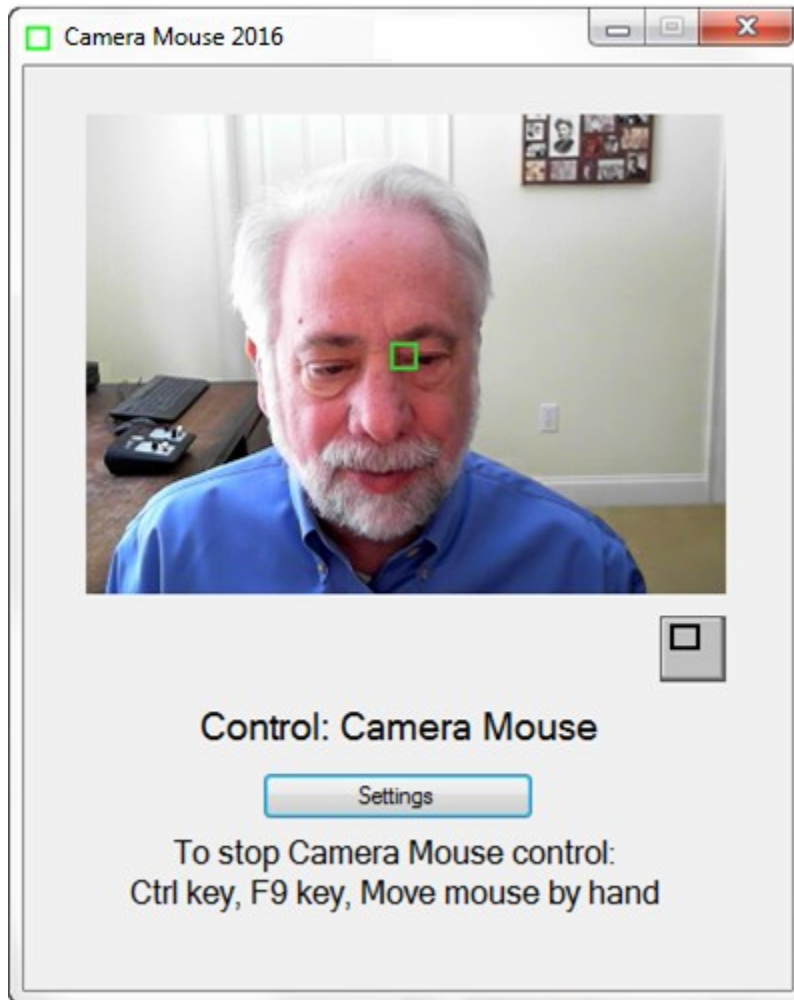 Camera Mouse 2016
Control: Camera Mouse
Settings
To stop Camera Mouse control:
Ctrl key, F9 key, Move mouse by hand